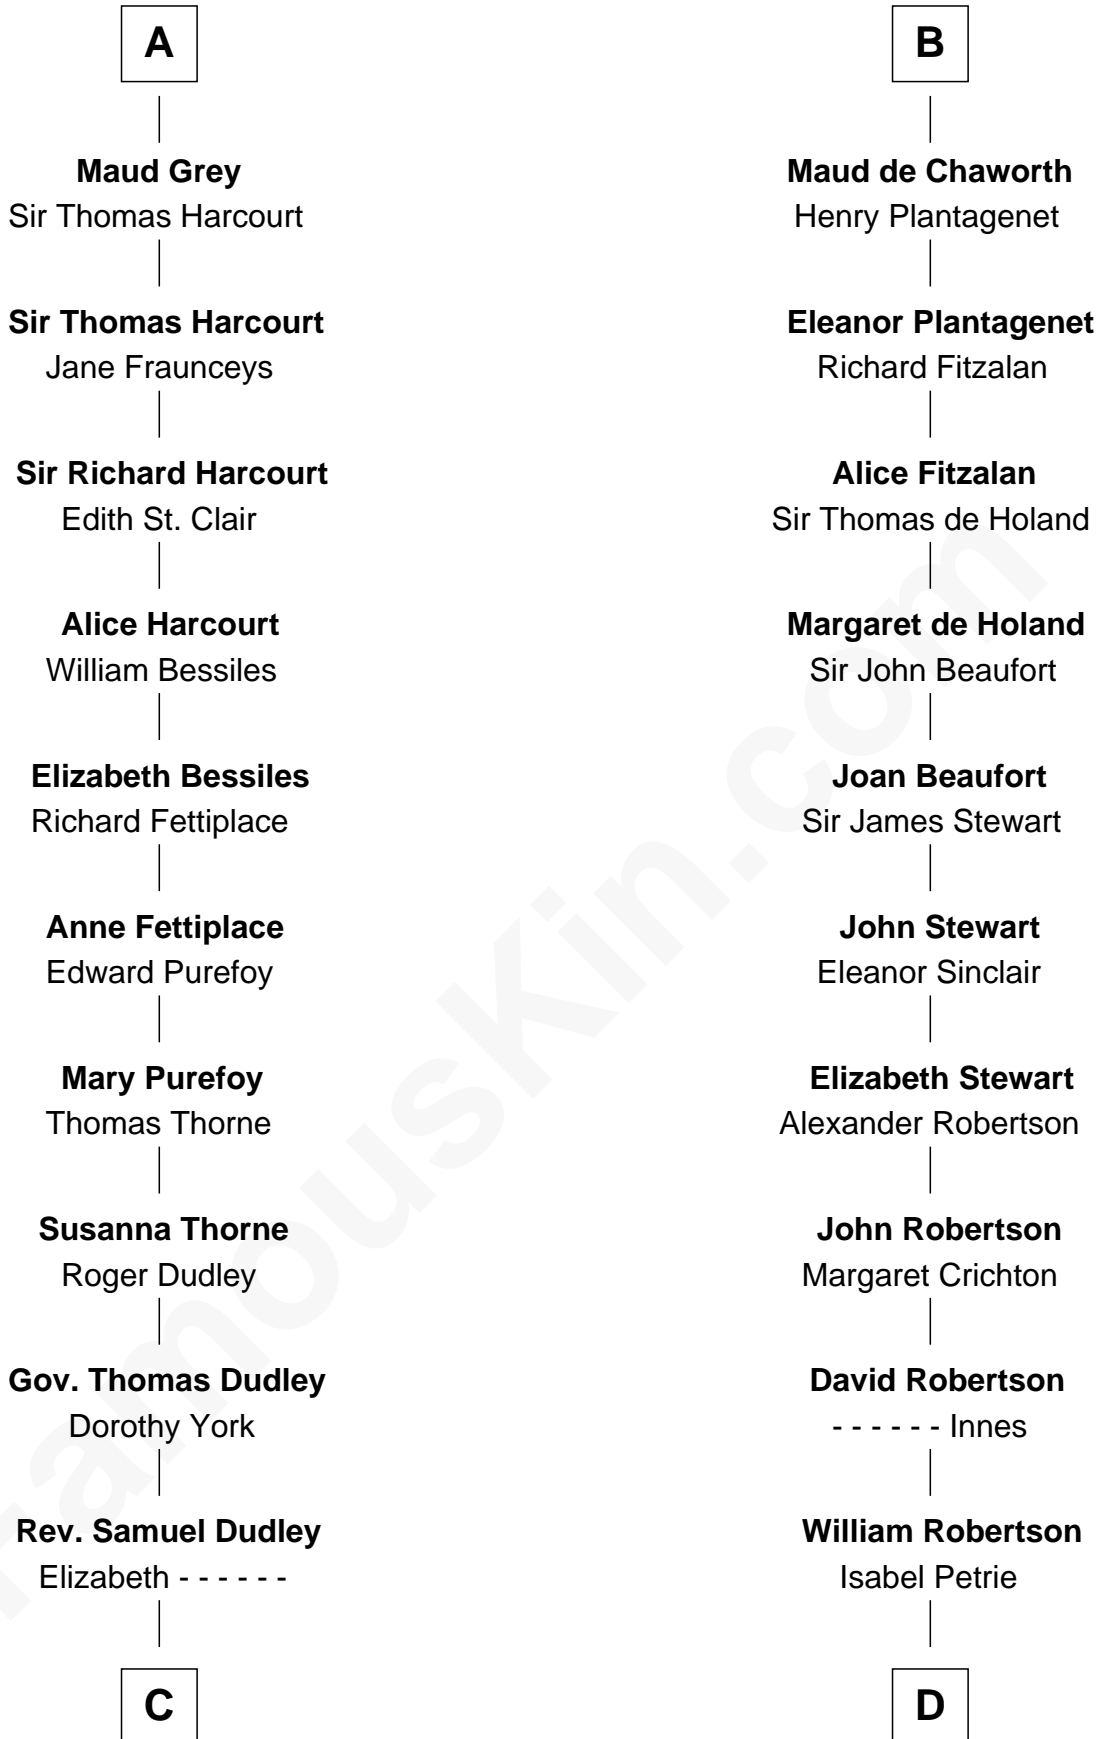 A
Maud Grey
Sir Thomas Harcourt
Sir Thomas Harcourt
Jane Fraunceys
Sir Richard Harcourt
Edith St. Clair
Alice Harcourt
William Bessiles
Elizabeth Bessiles
Richard Fettiplace
Anne Fettiplace
Edward Purefoy
Mary Purefoy
Thomas Thorne
Susanna Thorne
Roger Dudley
Gov. Thomas Dudley
Dorothy York
Rev. Samuel Dudley
Elizabeth - - - - - -
C
B
Maud de Chaworth
Henry Plantagenet
Eleanor Plantagenet
Richard Fitzalan
Alice Fitzalan
Sir Thomas de Holand
Margaret de Holand
Sir John Beaufort
Joan Beaufort
Sir James Stewart
John Stewart
Eleanor Sinclair
Elizabeth Stewart
Alexander Robertson
John Robertson
Margaret Crichton
David Robertson
- - - - - - Innes
William Robertson
Isabel Petrie
D
FamousKin.com